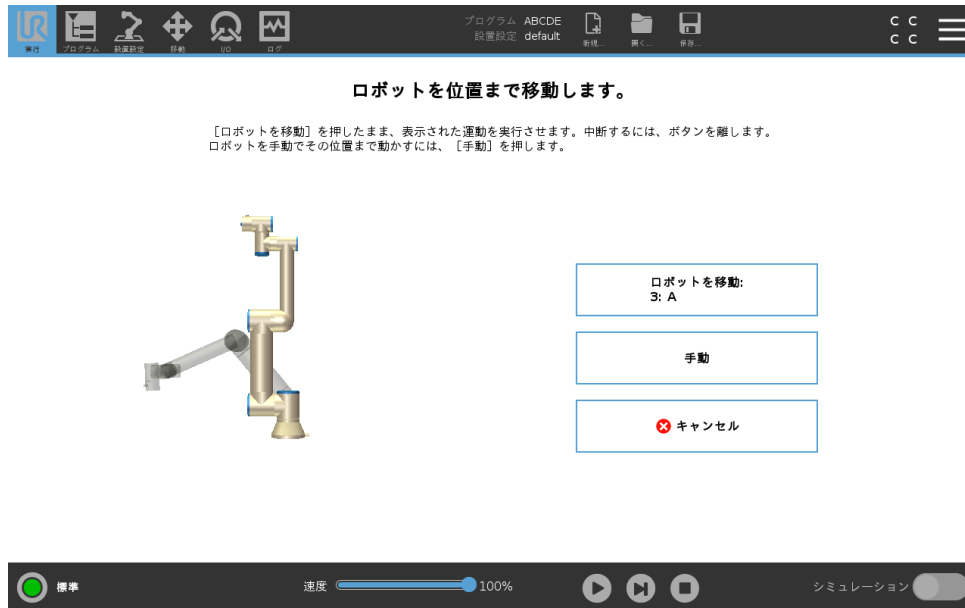 UR
実行
プログラム
設置設定
移動
I/O
ログ
プログラム ABCDE
設置設定 default
新規...
開く...
保存...
C C
C C
ロボットを位置まで移動します。
［ロボットを移動］を押したまま、表示された運動を実行させます。中断するには、ボタンを離します。
ロボットを手動でその位置まで動かすには、［手動］を押します。
ロボットを移動:
3: A
手動
キャンセル
標準
速度 100%
シミュレーション